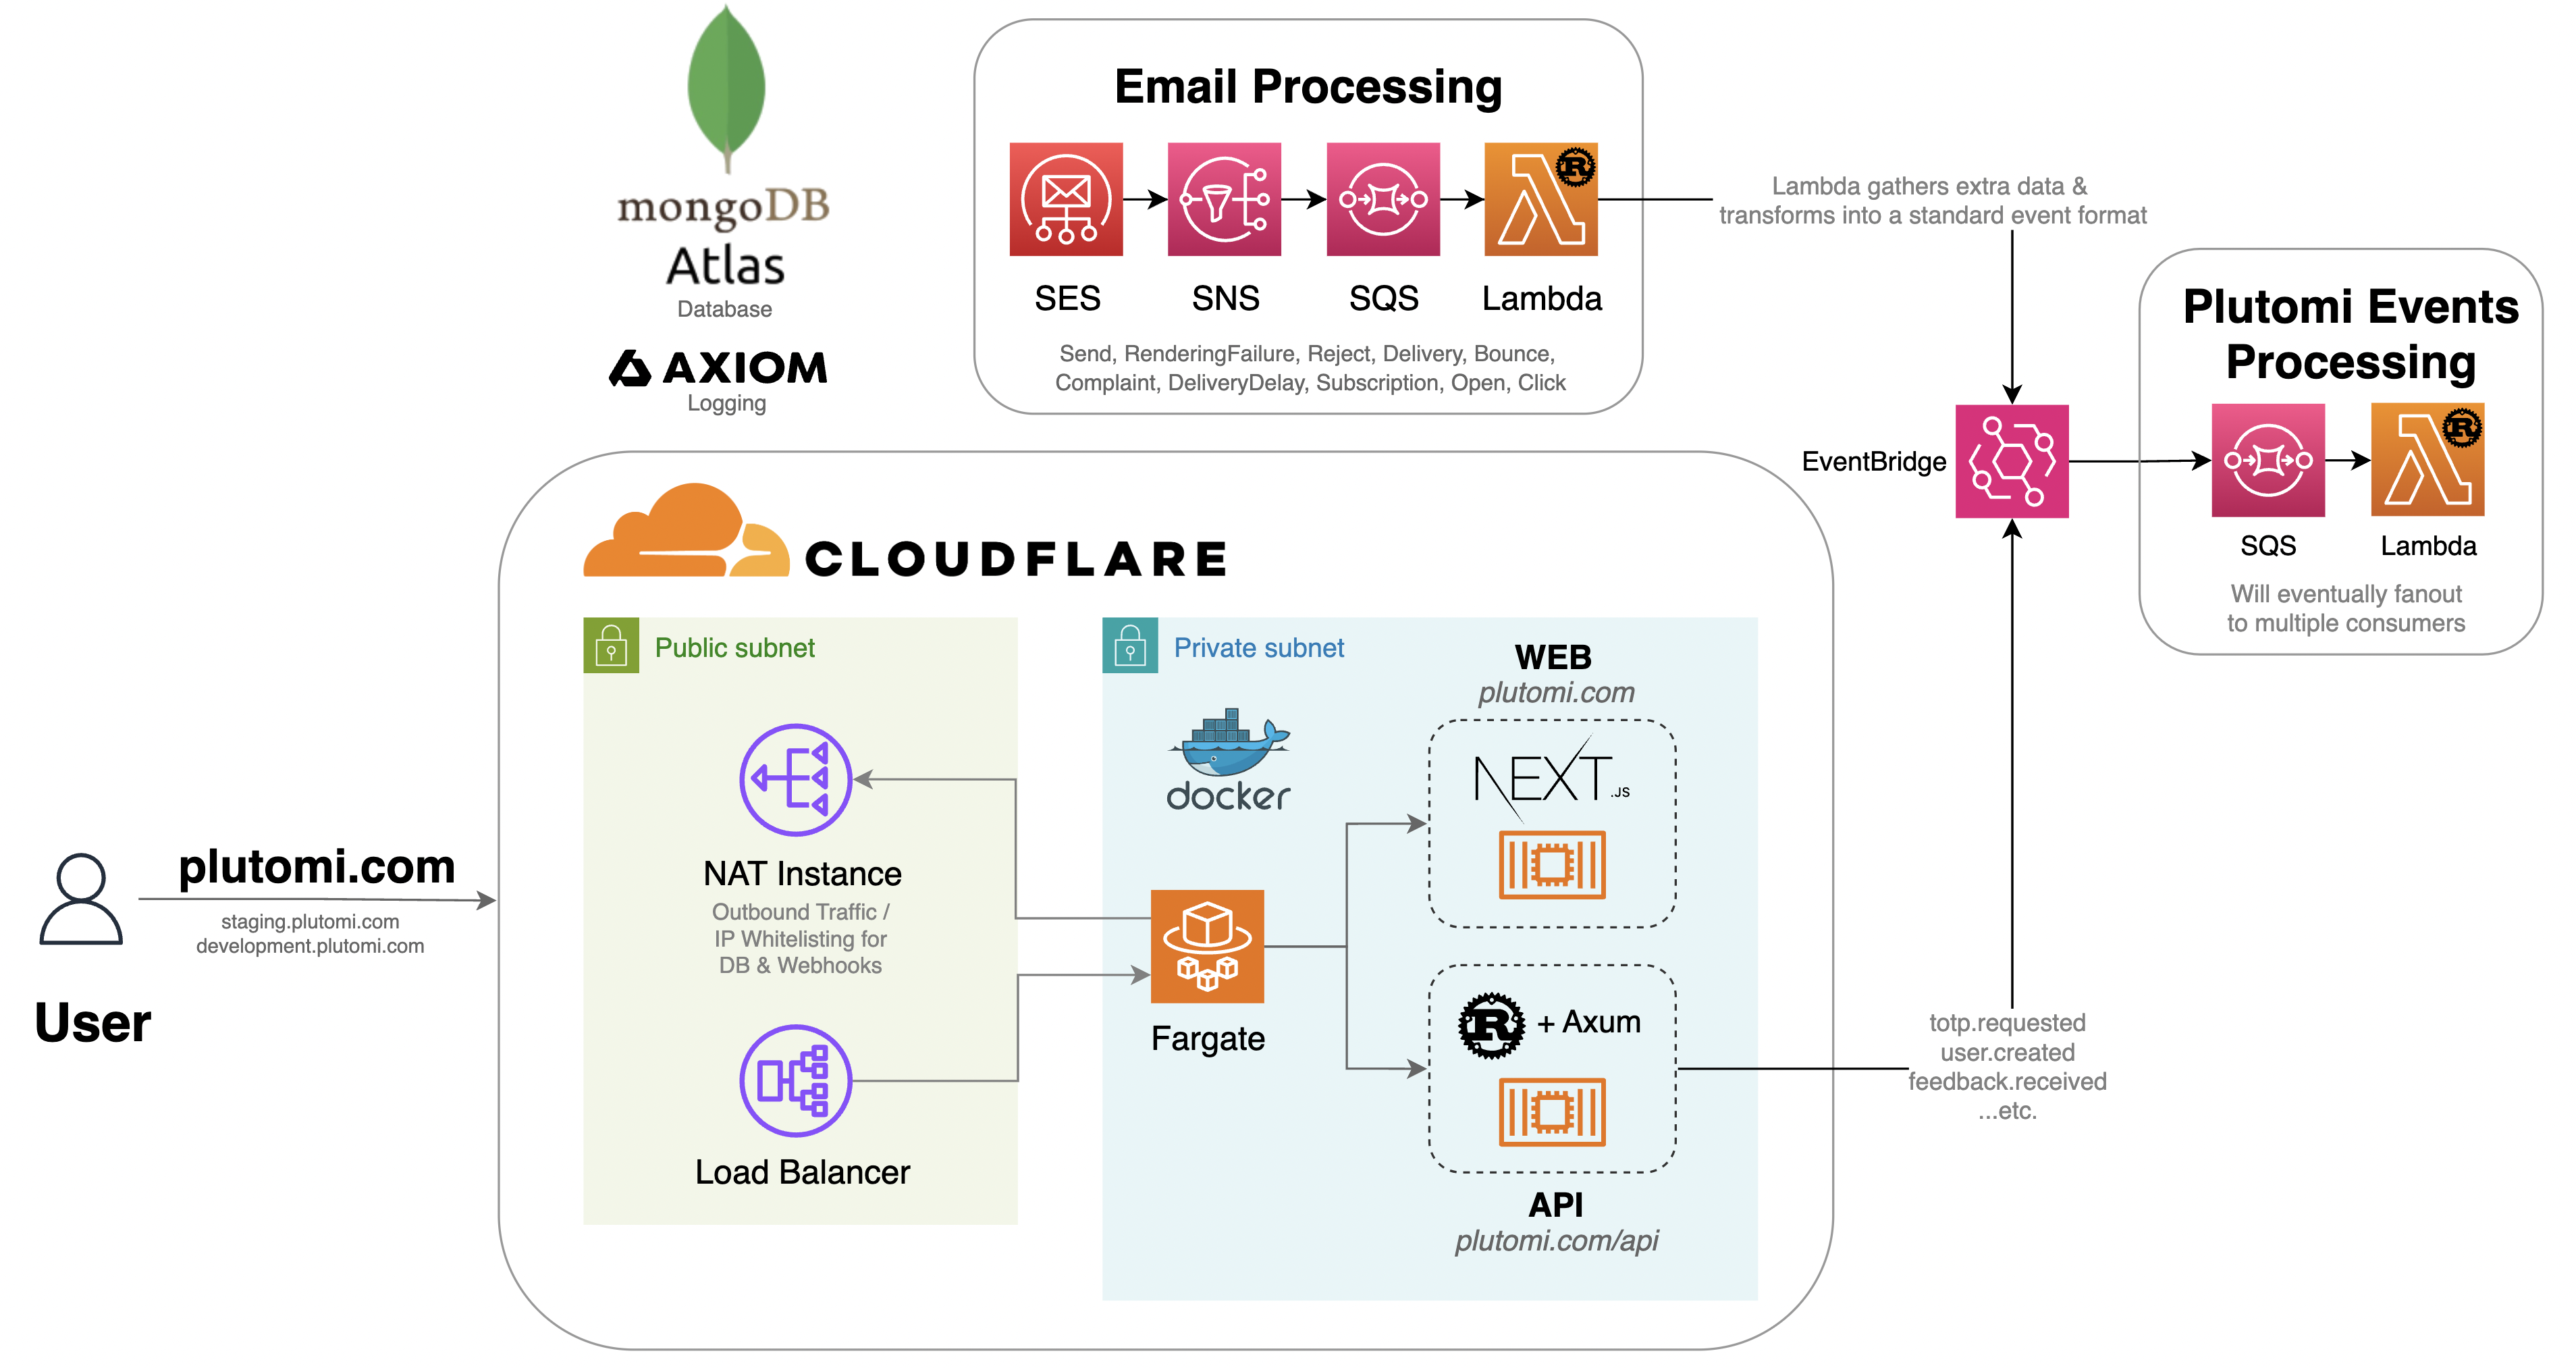 mongoDB
Atlas
Database
AXIOM
Logging
Email Processing
SES
SNS
SQS
Lambda
Send, RenderingFailure, Reject, Delivery, Bounce,
Complaint, DeliveryDelay, Subscription, Open, Click
Lambda gathers extra data &
transforms into a standard event format
EventBridge
Plutomi Events
Processing
SQS
Lambda
Will eventually fanout
to multiple consumers
User
plutomi.com
staging.plutomi.com
development.plutomi.com
CLOUDFLARE
Public subnet
NAT Instance
Outbound Traffic /
IP Whitelisting for
DB & Webhooks
Load Balancer
Private subnet
docker
Fargate
WEB
plutomi.com
NEXT.JS
R + Axum
API
plutomi.com/api
totp.requested
user.created
feedback.received
...etc.